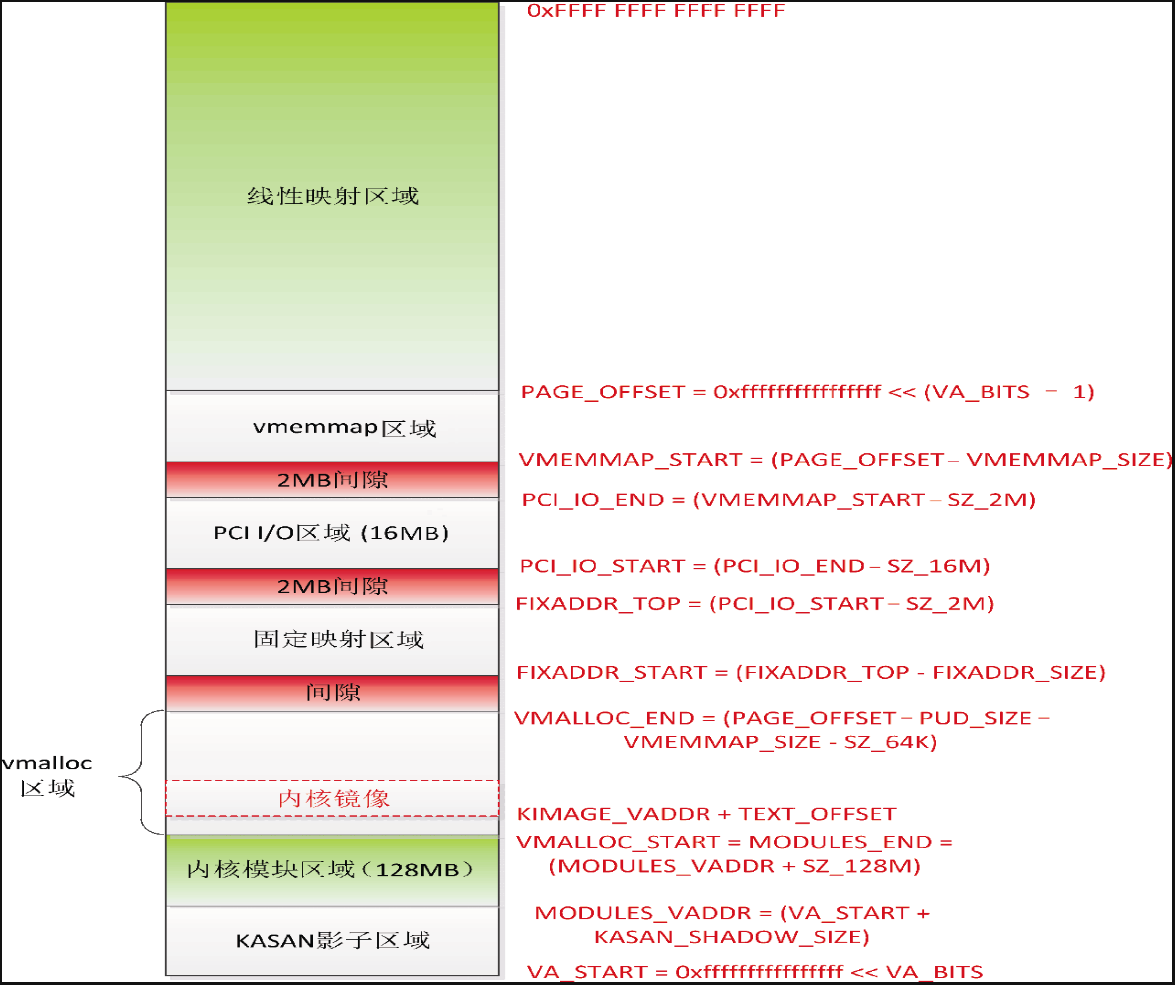 0xFFFF FFFF FFFF FFFF
线性映射区域
PAGE_OFFSET = 0xffffffffffffffff << (VA_BITS - 1)
vmemmap区域
VMEMMAP_START = (PAGE_OFFSET – VMEMMAP_SIZE)
2MB间隙
PCI_IO_END = (VMEMMAP_START – SZ_2M)
PCI I/O区域 (16MB)
PCI_IO_START = (PCI_IO_END – SZ_16M)
2MB间隙
FIXADDR_TOP = (PCI_IO_START – SZ_2M)
固定映射区域
FIXADDR_START = (FIXADDR_TOP - FIXADDR_SIZE)
间隙
VMALLOC_END = (PAGE_OFFSET – PUD_SIZE –
VMEMMAP_SIZE - SZ_64K)
vmalloc
区域
内核镜像
KIMAGE_VADDR + TEXT_OFFSET
VMALLOC_START = MODULES_END =
(MODULES_VADDR + SZ_128M)
内核模块区域（128MB）
MODULES_VADDR = (VA_START +
KASAN_SHADOW_SIZE)
KASAN影子区域
VA_START = 0xffffffffffffffff << VA_BITS